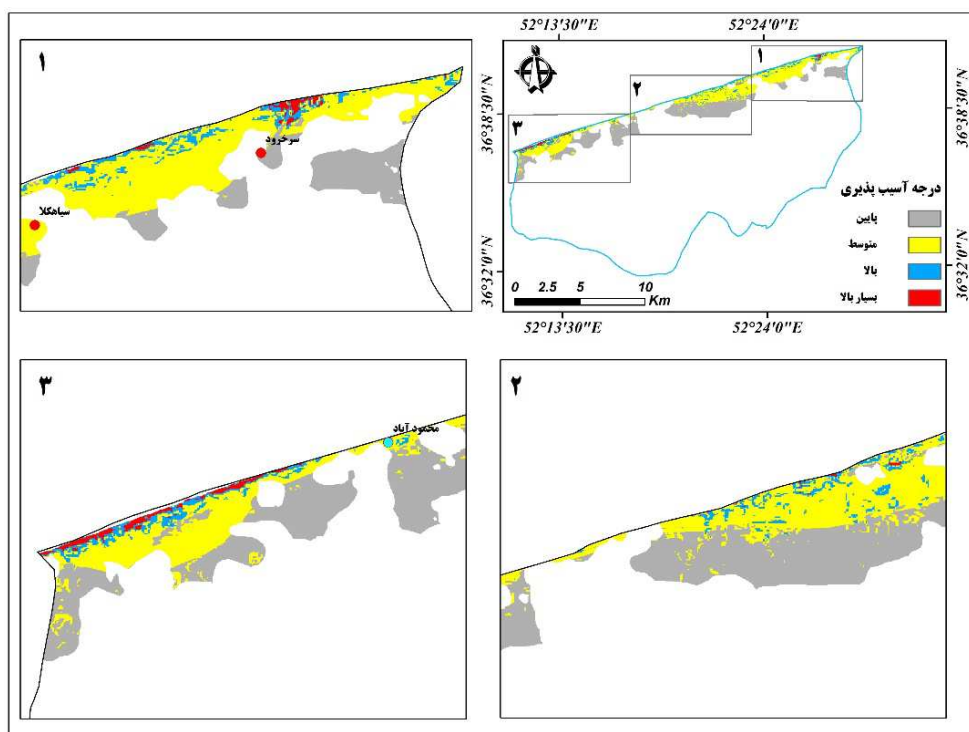 ۱
سرخرود
سیاهکلا
52°13'30"E
52°24'0"E
36°38'30"N
36°38'30"N
36°32'0"N
36°32'0"N
۱
۲
۳
درجه آسیب پذیری
پایین
متوسط
بالا
بسیار بالا
0 2.5 5 10
Km
52°13'30"E
52°24'0"E
۳
محمود آباد
۲